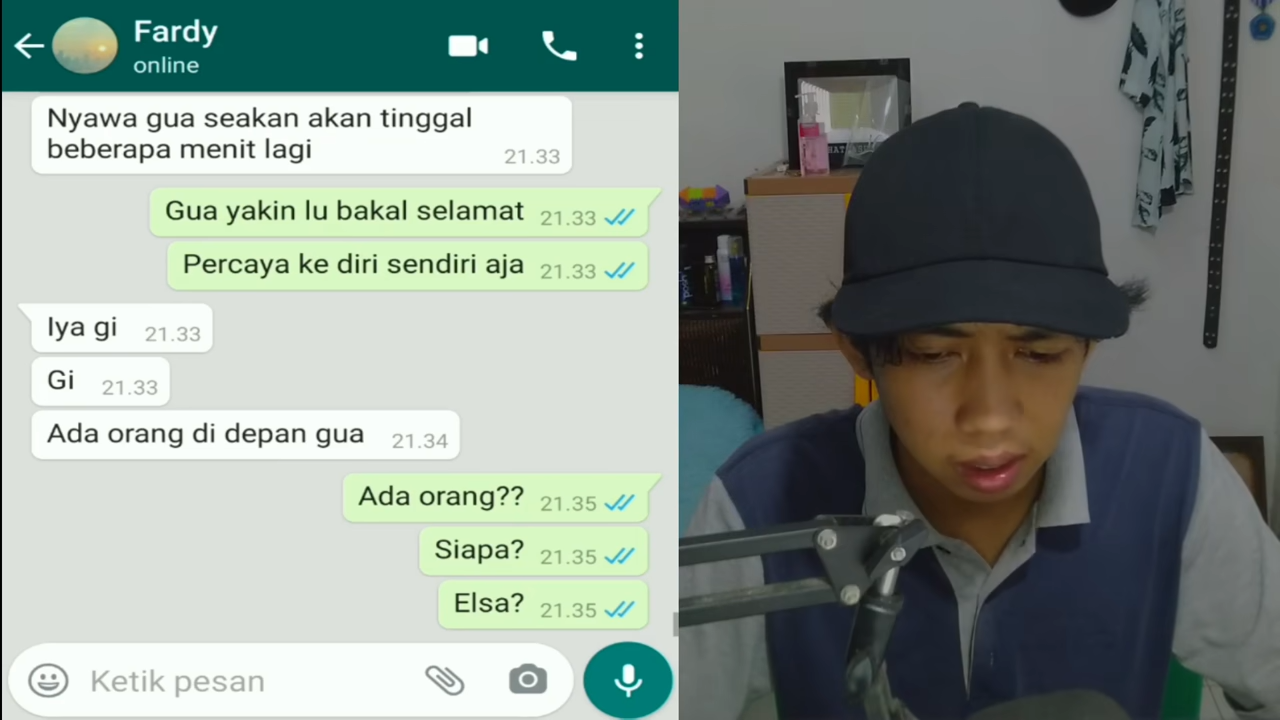 Fardy
online
Nyawa gua seakan akan tinggal
beberapa menit lagi
21.33
Gua yakin lu bakal selamat 21.33
Percaya ke diri sendiri aja 21.33
Iya gi 21.33
Gi 21.33
Ada orang di depan gua 21.34
Ada orang?? 21.35
Siapa? 21.35
Elsa? 21.35
Ketik pesan